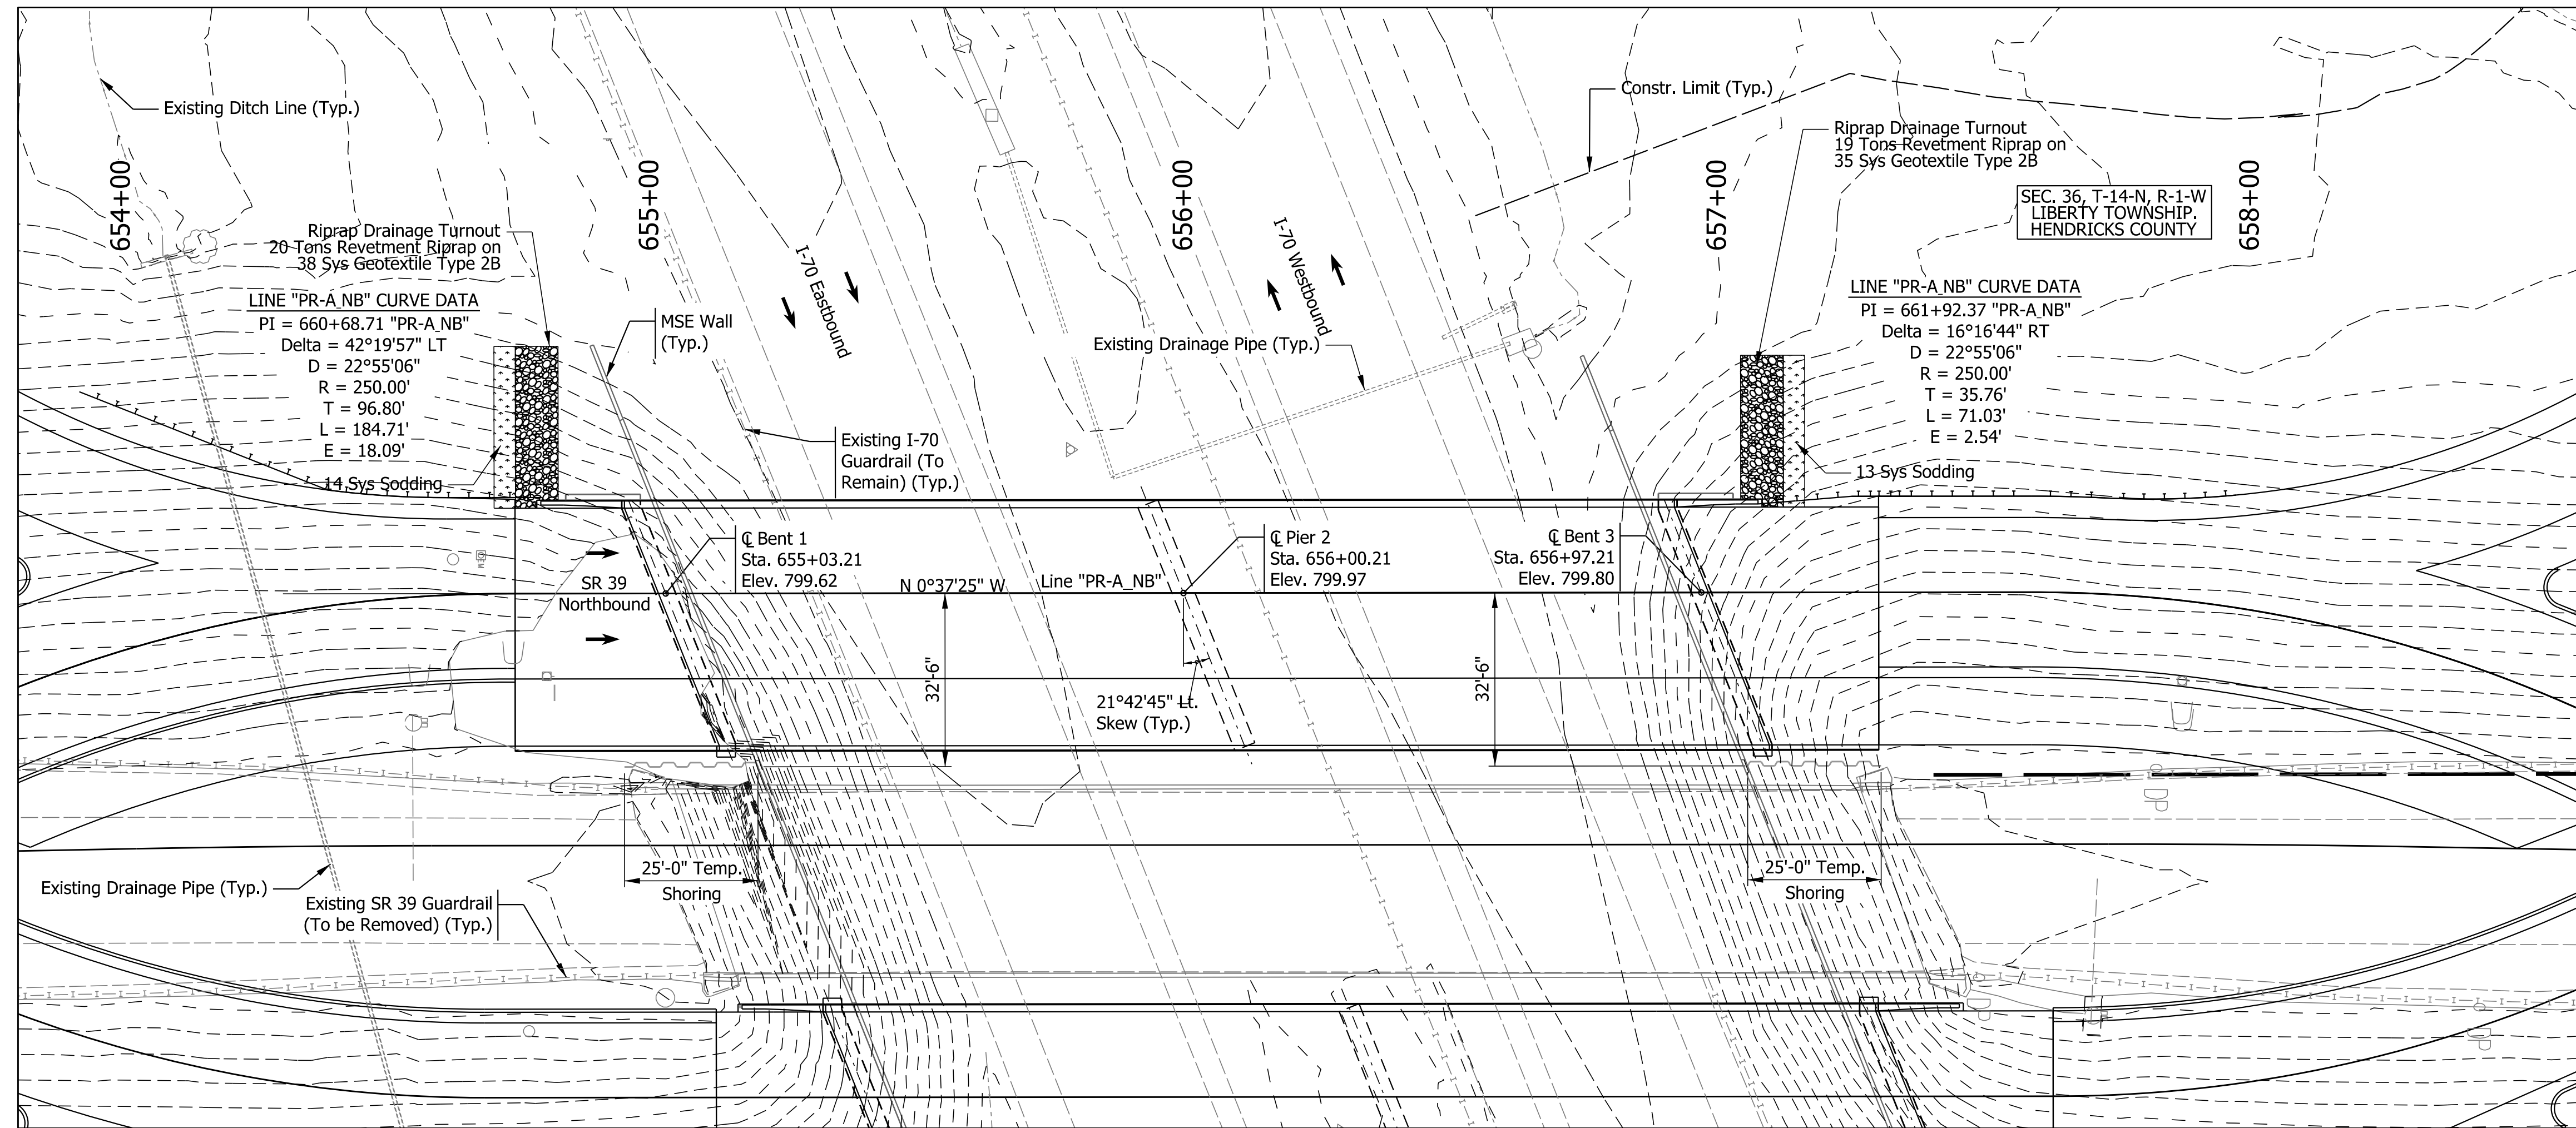 Existing Ditch Line (Typ.)
Constr. Limit (Typ.)
Riprap Drainage Turnout
19 Tons Revetment Riprap on
35 Sys Geotextile Type 2B
654+00
655+00
656+00
657+00
658+00
SEC. 36, T-14-N, R-1-W
LIBERTY TOWNSHIP.
HENDRICKS COUNTY
Riprap Drainage Turnout
20 Tons Revetment Riprap on
38 Sys Geotextile Type 2B
LINE "PR-A_NB" CURVE DATA
PI = 660+68.71 "PR-A_NB"
Delta = 42°19'57" LT
D = 22°55'06"
R = 250.00'
T = 96.80'
L = 184.71'
E = 18.09'
14 Sys Sodding
MSE Wall
(Typ.)
I-70 Eastbound
I-70 Westbound
Existing Drainage Pipe (Typ.)
Existing I-70
Guardrail (To
Remain) (Typ.)
LINE "PR-A_NB" CURVE DATA
PI = 661+92.37 "PR-A_NB"
Delta = 16°16'44" RT
D = 22°55'06"
R = 250.00'
T = 35.76'
L = 71.03'
E = 2.54'
13 Sys Sodding
℄ Bent 1
Sta. 655+03.21
Elev. 799.62
℄ Pier 2
Sta. 656+00.21
Elev. 799.97
℄ Bent 3
Sta. 656+97.21
Elev. 799.80
SR 39
Northbound
N 0°37'25" W
Line "PR-A_NB"
32'-6"
32'-6"
21°42'45" Lt.
Skew (Typ.)
25'-0" Temp.
Shoring
25'-0" Temp.
Shoring
Existing Drainage Pipe (Typ.)
Existing SR 39 Guardrail
(To be Removed) (Typ.)